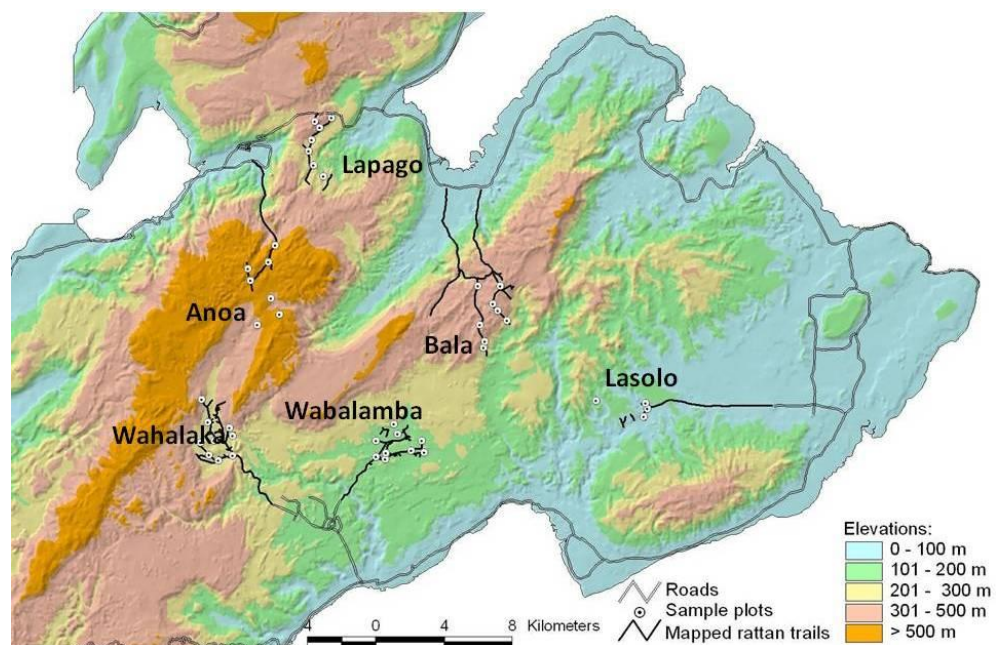 Lapago
Anoa
Bala
Lasolo
Wabalamba
Wahalaka
Elevations:
0 - 100 m
101 - 200 m
201 - 300 m
301 - 500 m
> 500 m
Roads
Sample plots
Mapped rattan trails
4 0 4 8 Kilometers